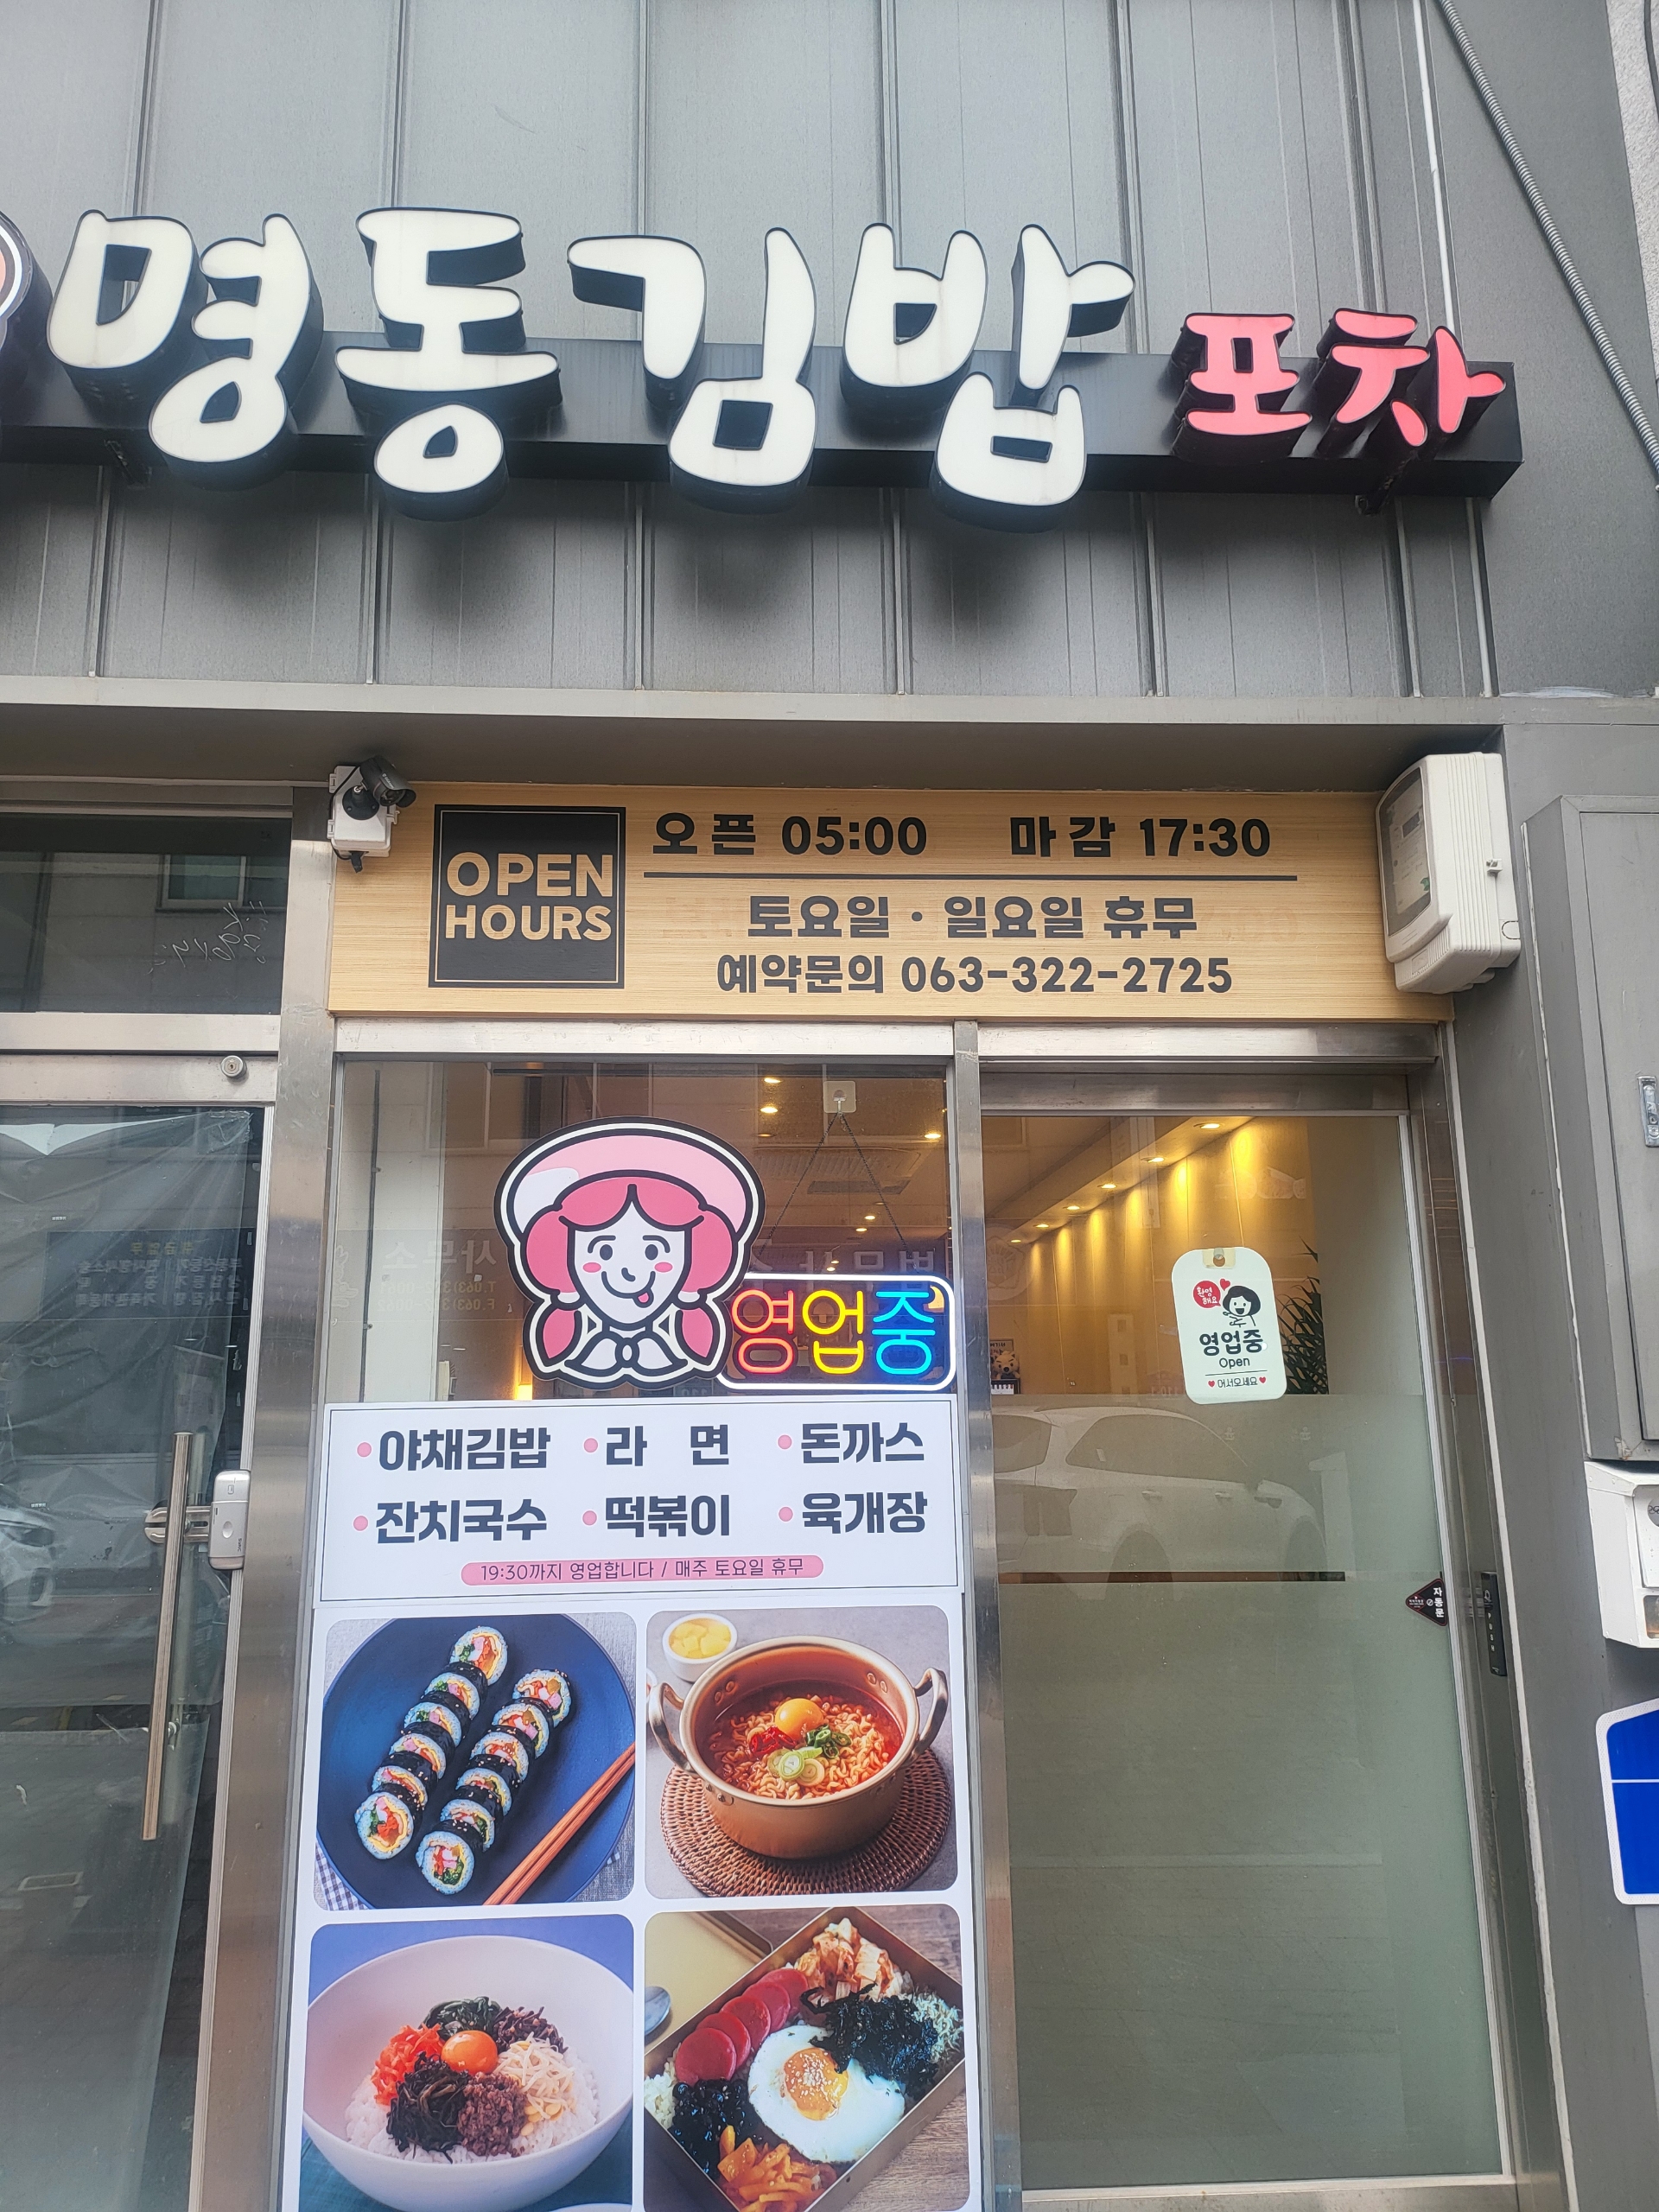 명동김밥 포차
OPEN HOURS
오픈 05:00 마감 17:30
토요일 · 일요일 휴무
예약문의 063-322-2725
영업중
환영해요
영업중
Open
어서오세요
야채김밥 라면 돈까스
잔치국수 떡볶이 육개장
19:30까지 영업합니다 / 매주 토요일 휴무
자동문